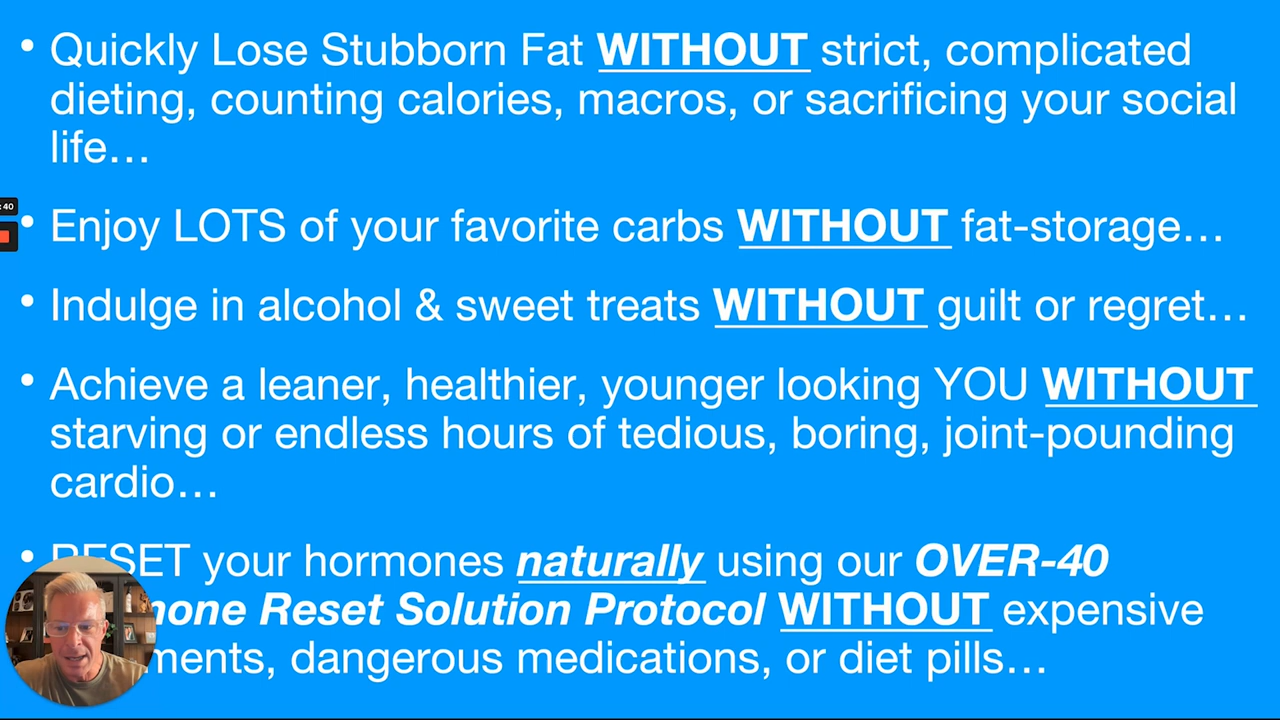 • Quickly Lose Stubborn Fat WITHOUT strict, complicated
dieting, counting calories, macros, or sacrificing your social
life…
:40
• Enjoy LOTS of your favorite carbs WITHOUT fat-storage…
• Indulge in alcohol & sweet treats WITHOUT guilt or regret…
• Achieve a leaner, healthier, younger looking YOU WITHOUT
starving or endless hours of tedious, boring, joint-pounding
cardio…
• RESET your hormones naturally using our OVER-40
Reset Solution Protocol WITHOUT expensive
dangerous medications, or diet pills…